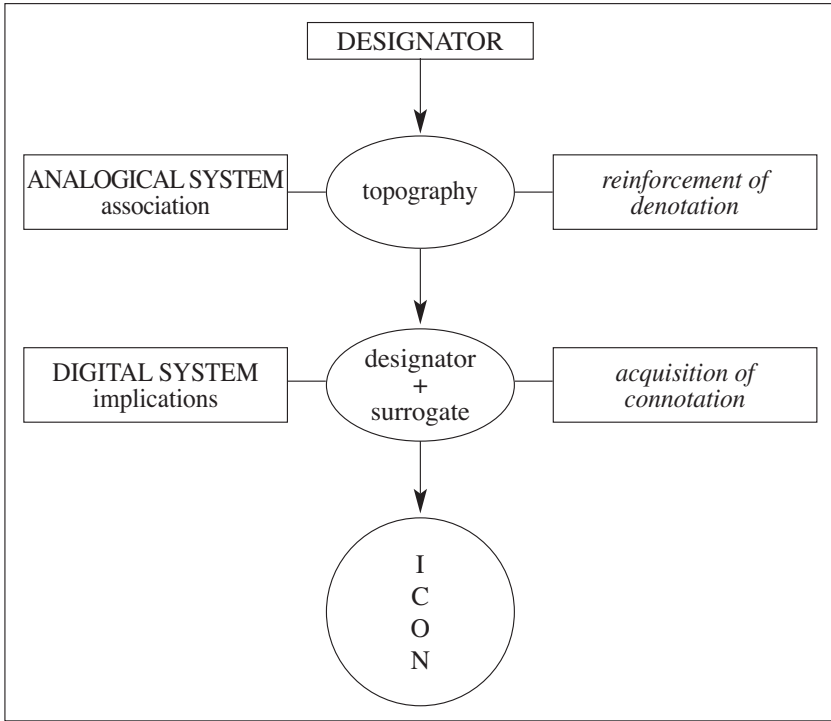 DESIGNATOR
ANALOGICAL SYSTEM
association
topography
reinforcement of
denotation
DIGITAL SYSTEM
implications
designator
+
surrogate
acquisition of
connotation
I
C
O
N